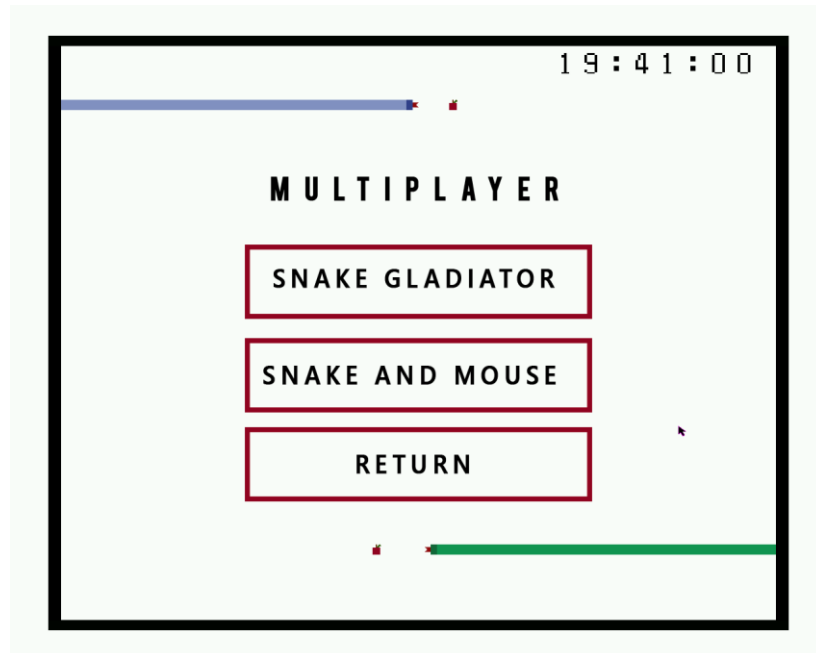 19:41:00
MULTIPLAYER
SNAKE GLADIATOR
SNAKE AND MOUSE
RETURN